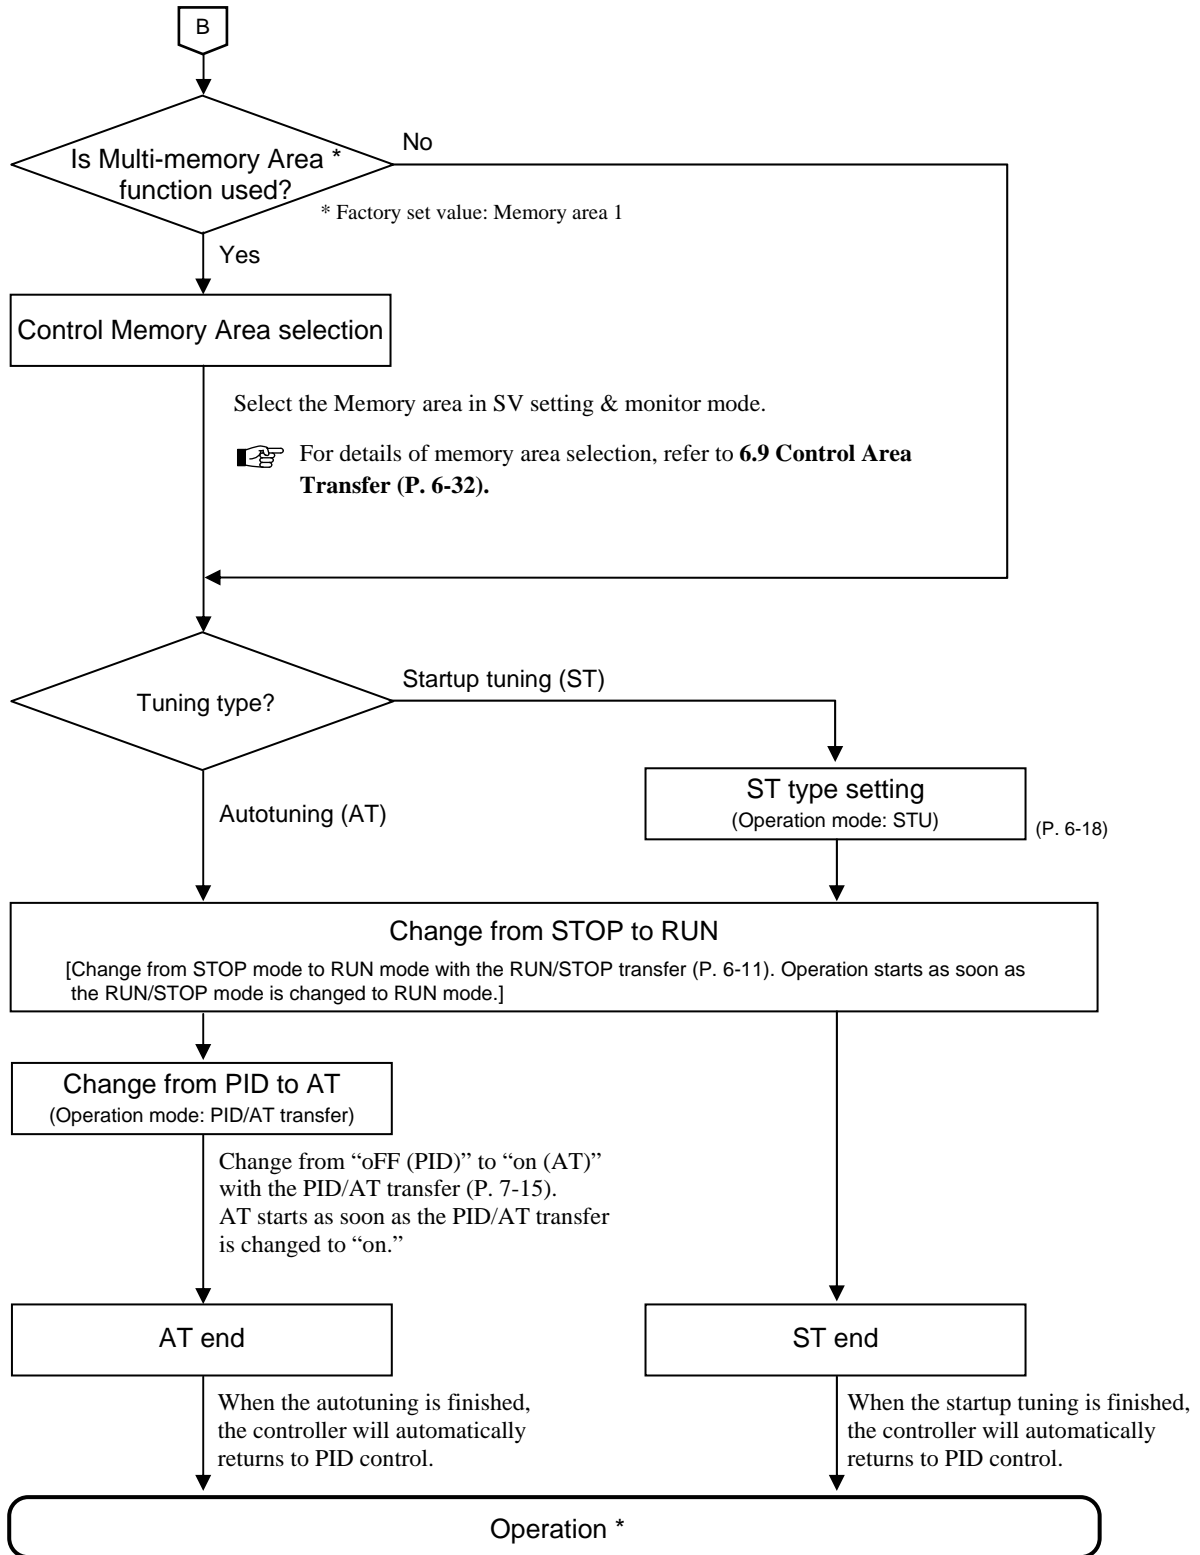 B
Is Multi-memory Area *
function used?
No
* Factory set value: Memory area 1
Yes
Control Memory Area selection
Select the Memory area in SV setting & monitor mode.
For details of memory area selection, refer to 6.9 Control Area
Transfer (P. 6-32).
Tuning type?
Startup tuning (ST)
ST type setting
(Operation mode: STU)
(P. 6-18)
Autotuning (AT)
Change from STOP to RUN
[Change from STOP mode to RUN mode with the RUN/STOP transfer (P. 6-11). Operation starts as soon as
the RUN/STOP mode is changed to RUN mode.]
Change from PID to AT
(Operation mode: PID/AT transfer)
Change from “oFF (PID)” to “on (AT)”
with the PID/AT transfer (P. 7-15).
AT starts as soon as the PID/AT transfer
is changed to “on.”
AT end
ST end
When the autotuning is finished,
the controller will automatically
returns to PID control.
When the startup tuning is finished,
the controller will automatically
returns to PID control.
Operation *